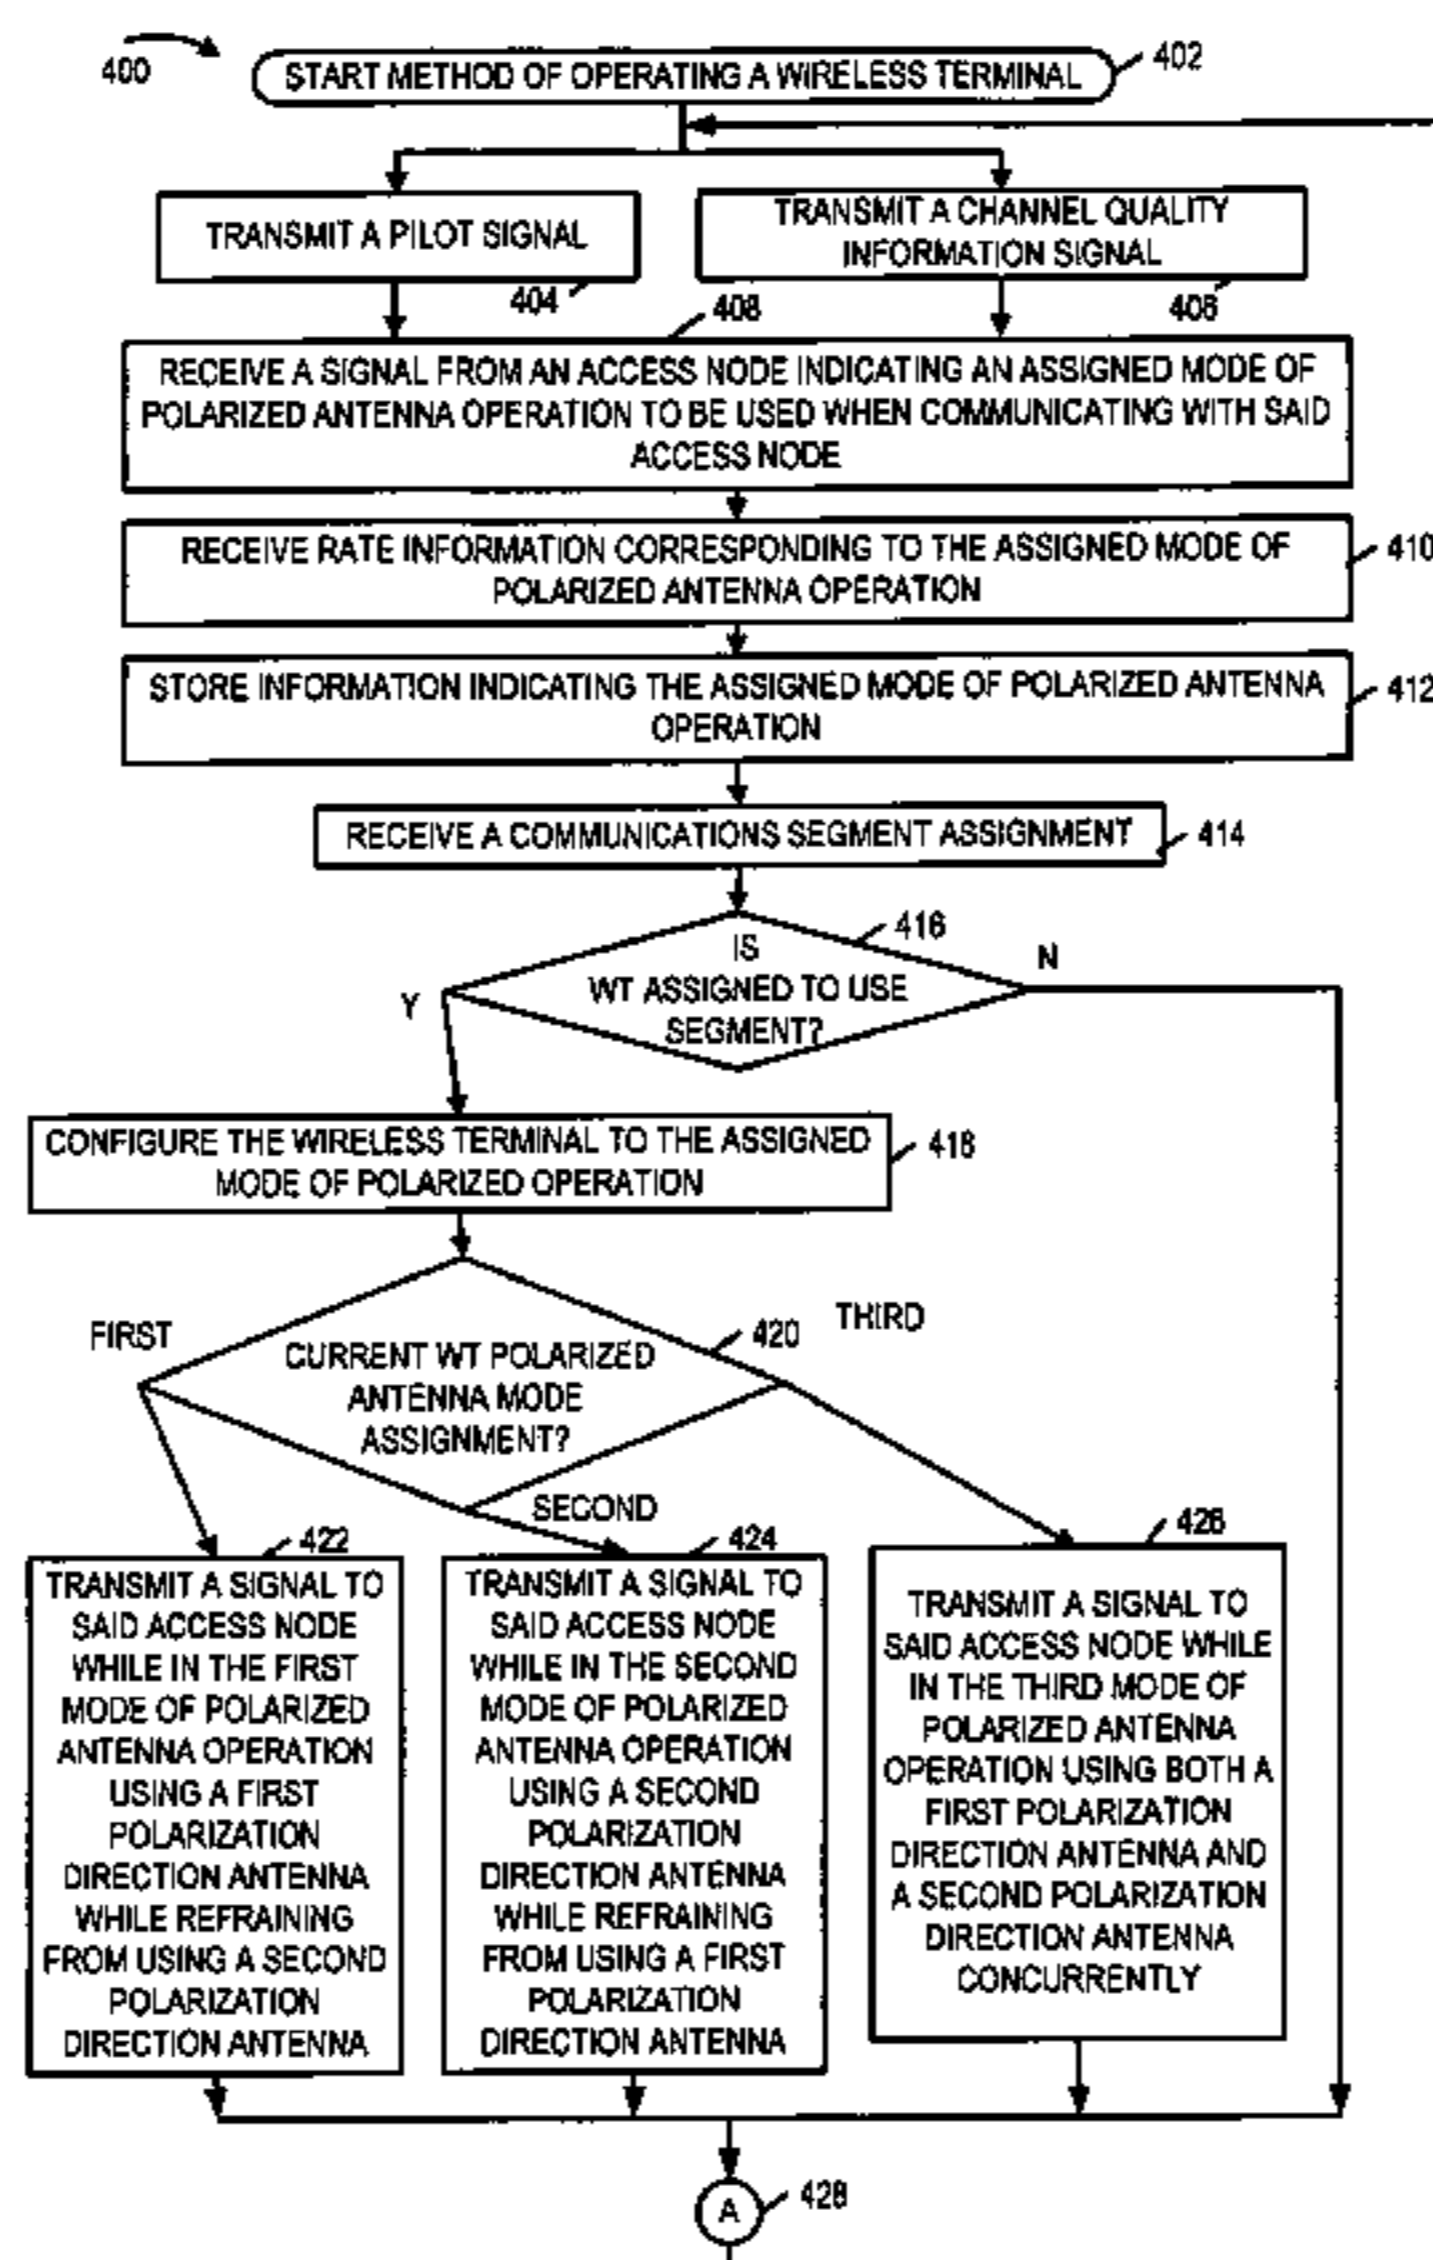 400
START METHOD OF OPERATING A WIRELESS TERMINAL
402
TRANSMIT A PILOT SIGNAL
404
TRANSMIT A CHANNEL QUALITY
INFORMATION SIGNAL
406
408
RECEIVE A SIGNAL FROM AN ACCESS NODE INDICATING AN ASSIGNED MODE OF
POLARIZED ANTENNA OPERATION TO BE USED WHEN COMMUNICATING WITH SAID
ACCESS NODE
RECEIVE RATE INFORMATION CORRESPONDING TO THE ASSIGNED MODE OF
POLARIZED ANTENNA OPERATION
410
STORE INFORMATION INDICATING THE ASSIGNED MODE OF POLARIZED ANTENNA
OPERATION
412
RECEIVE A COMMUNICATIONS SEGMENT ASSIGNMENT
414
416
IS
WT ASSIGNED TO USE
SEGMENT?
Y
N
CONFIGURE THE WIRELESS TERMINAL TO THE ASSIGNED
MODE OF POLARIZED OPERATION
418
FIRST
420
THIRD
CURRENT WT POLARIZED
ANTENNA MODE
ASSIGNMENT?
SECOND
422
TRANSMIT A SIGNAL TO
SAID ACCESS NODE
WHILE IN THE FIRST
MODE OF POLARIZED
ANTENNA OPERATION
USING A FIRST
POLARIZATION
DIRECTION ANTENNA
WHILE REFRAINING
FROM USING A SECOND
POLARIZATION
DIRECTION ANTENNA
424
TRANSMIT A SIGNAL TO
SAID ACCESS NODE
WHILE IN THE SECOND
MODE OF POLARIZED
ANTENNA OPERATION
USING A SECOND
POLARIZATION
DIRECTION ANTENNA
WHILE REFRAINING
FROM USING A FIRST
POLARIZATION
DIRECTION ANTENNA
426
TRANSMIT A SIGNAL TO
SAID ACCESS NODE WHILE
IN THE THIRD MODE OF
POLARIZED ANTENNA
OPERATION USING BOTH A
FIRST POLARIZATION
DIRECTION ANTENNA AND
A SECOND POLARIZATION
DIRECTION ANTENNA
CONCURRENTLY
A
428